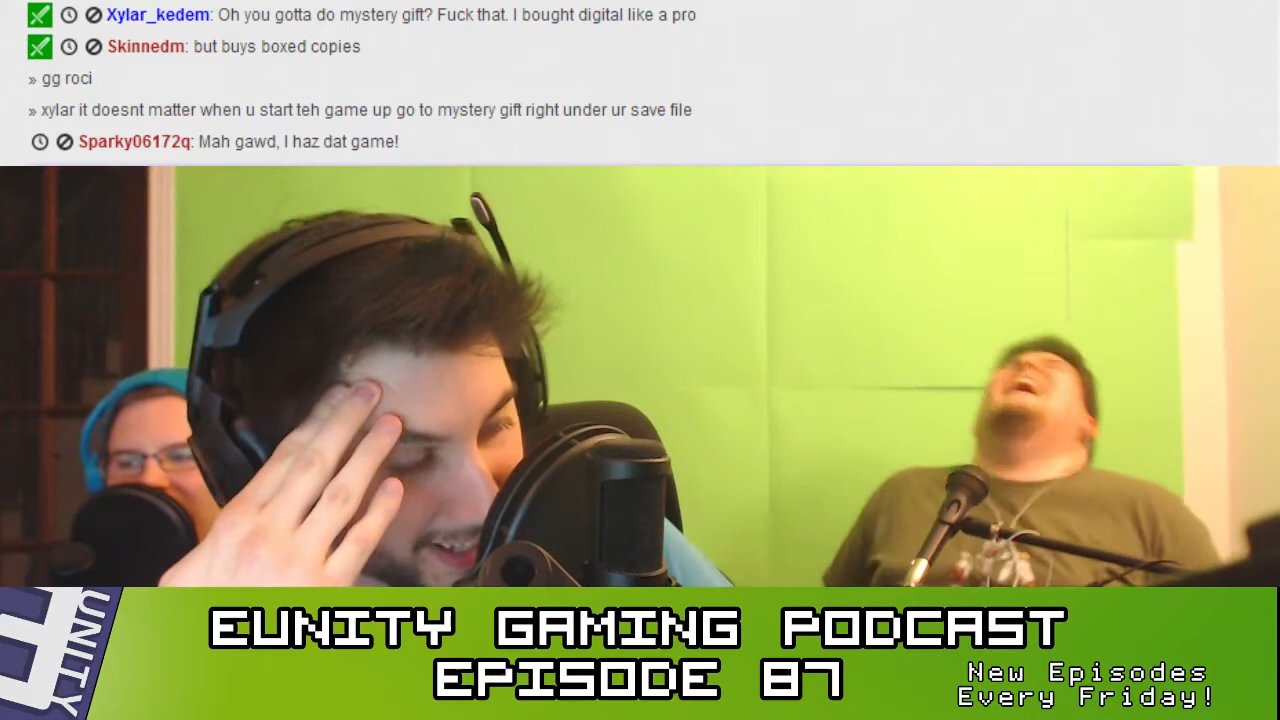 Xylar_kedem: Oh you gotta do mystery gift? Fuck that. I bought digital like a pro
Skinnedm: but buys boxed copies
» gg roci
» xylar it doesnt matter when u start teh game up go to mystery gift right under ur save file
Sparky06172q: Mah gawd, I haz dat game!
UNITY
EUNITY GAMING PODCAST
EPISODE 87
New Episodes
Every Friday!